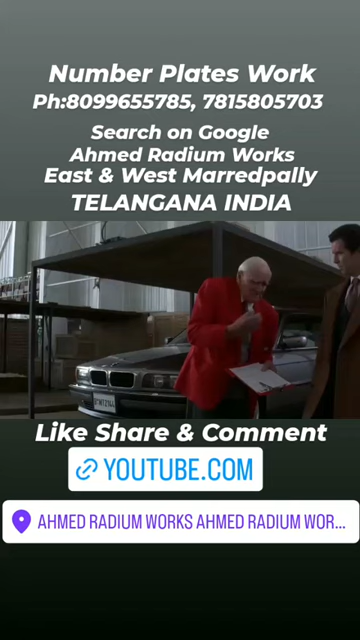 Number Plates Work
Ph:8099655785, 7815805703
Search on Google
Ahmed Radium Works
East & West Marredpally
TELANGANA INDIA
Like Share & Comment
YOUTUBE.COM
AHMED RADIUM WORKS AHMED RADIUM WOR...